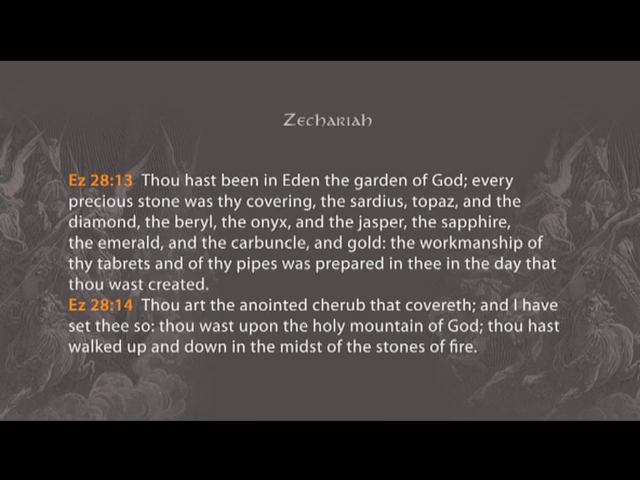 Zechariah
Ez 28:13 Thou hast been in Eden the garden of God; every
precious stone was thy covering, the sardius, topaz, and the
diamond, the beryl, the onyx, and the jasper, the sapphire,
the emerald, and the carbuncle, and gold: the workmanship of
thy tabrets and of thy pipes was prepared in thee in the day that
thou wast created.
Ez 28:14 Thou art the anointed cherub that covereth; and I have
set thee so: thou wast upon the holy mountain of God; thou hast
walked up and down in the midst of the stones of fire.